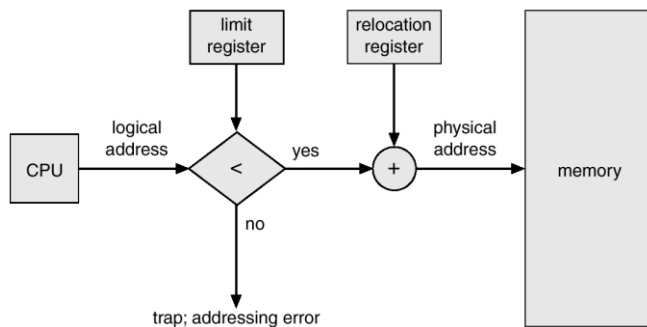 limit
register
relocation
register
logical
address
physical
address
CPU
<
yes
+
memory
no
trap; addressing error